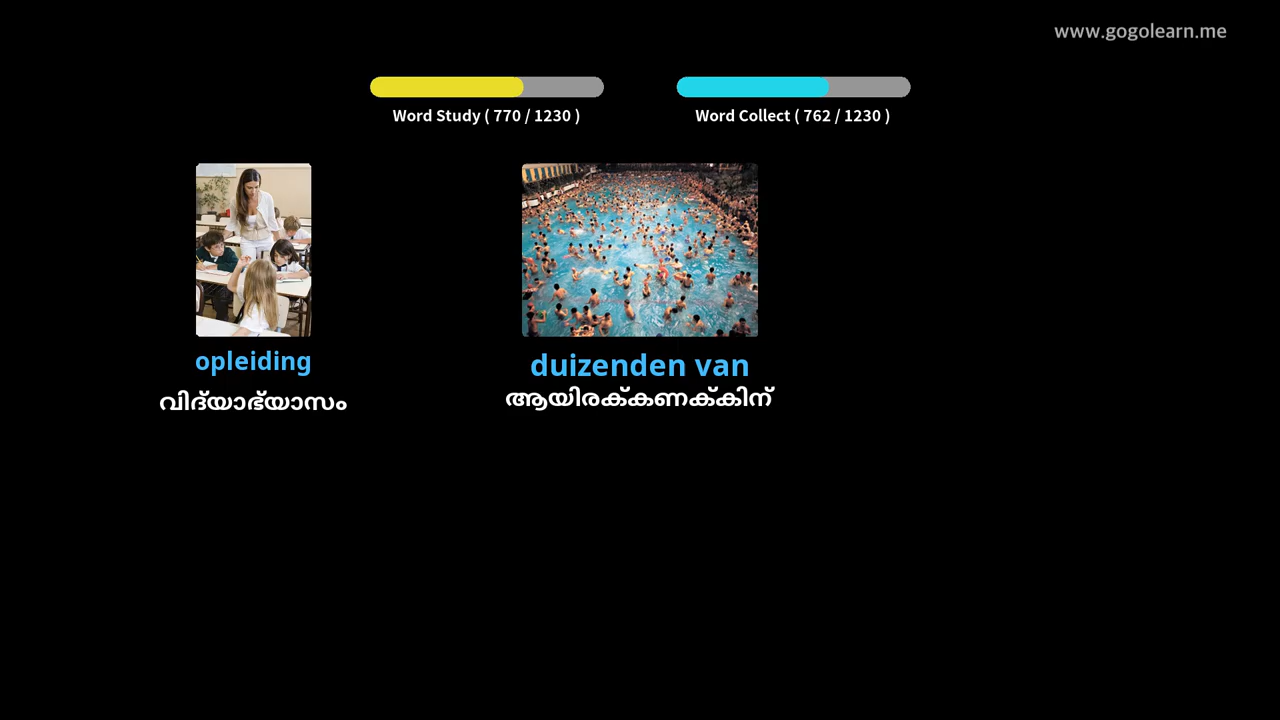 www.gogolearn.me
Word Study ( 770 / 1230 )
Word Collect ( 762 / 1230 )
opleiding
വിദ്യാഭ്യാസം
duizenden van
ആയിരക്കണക്കിന്